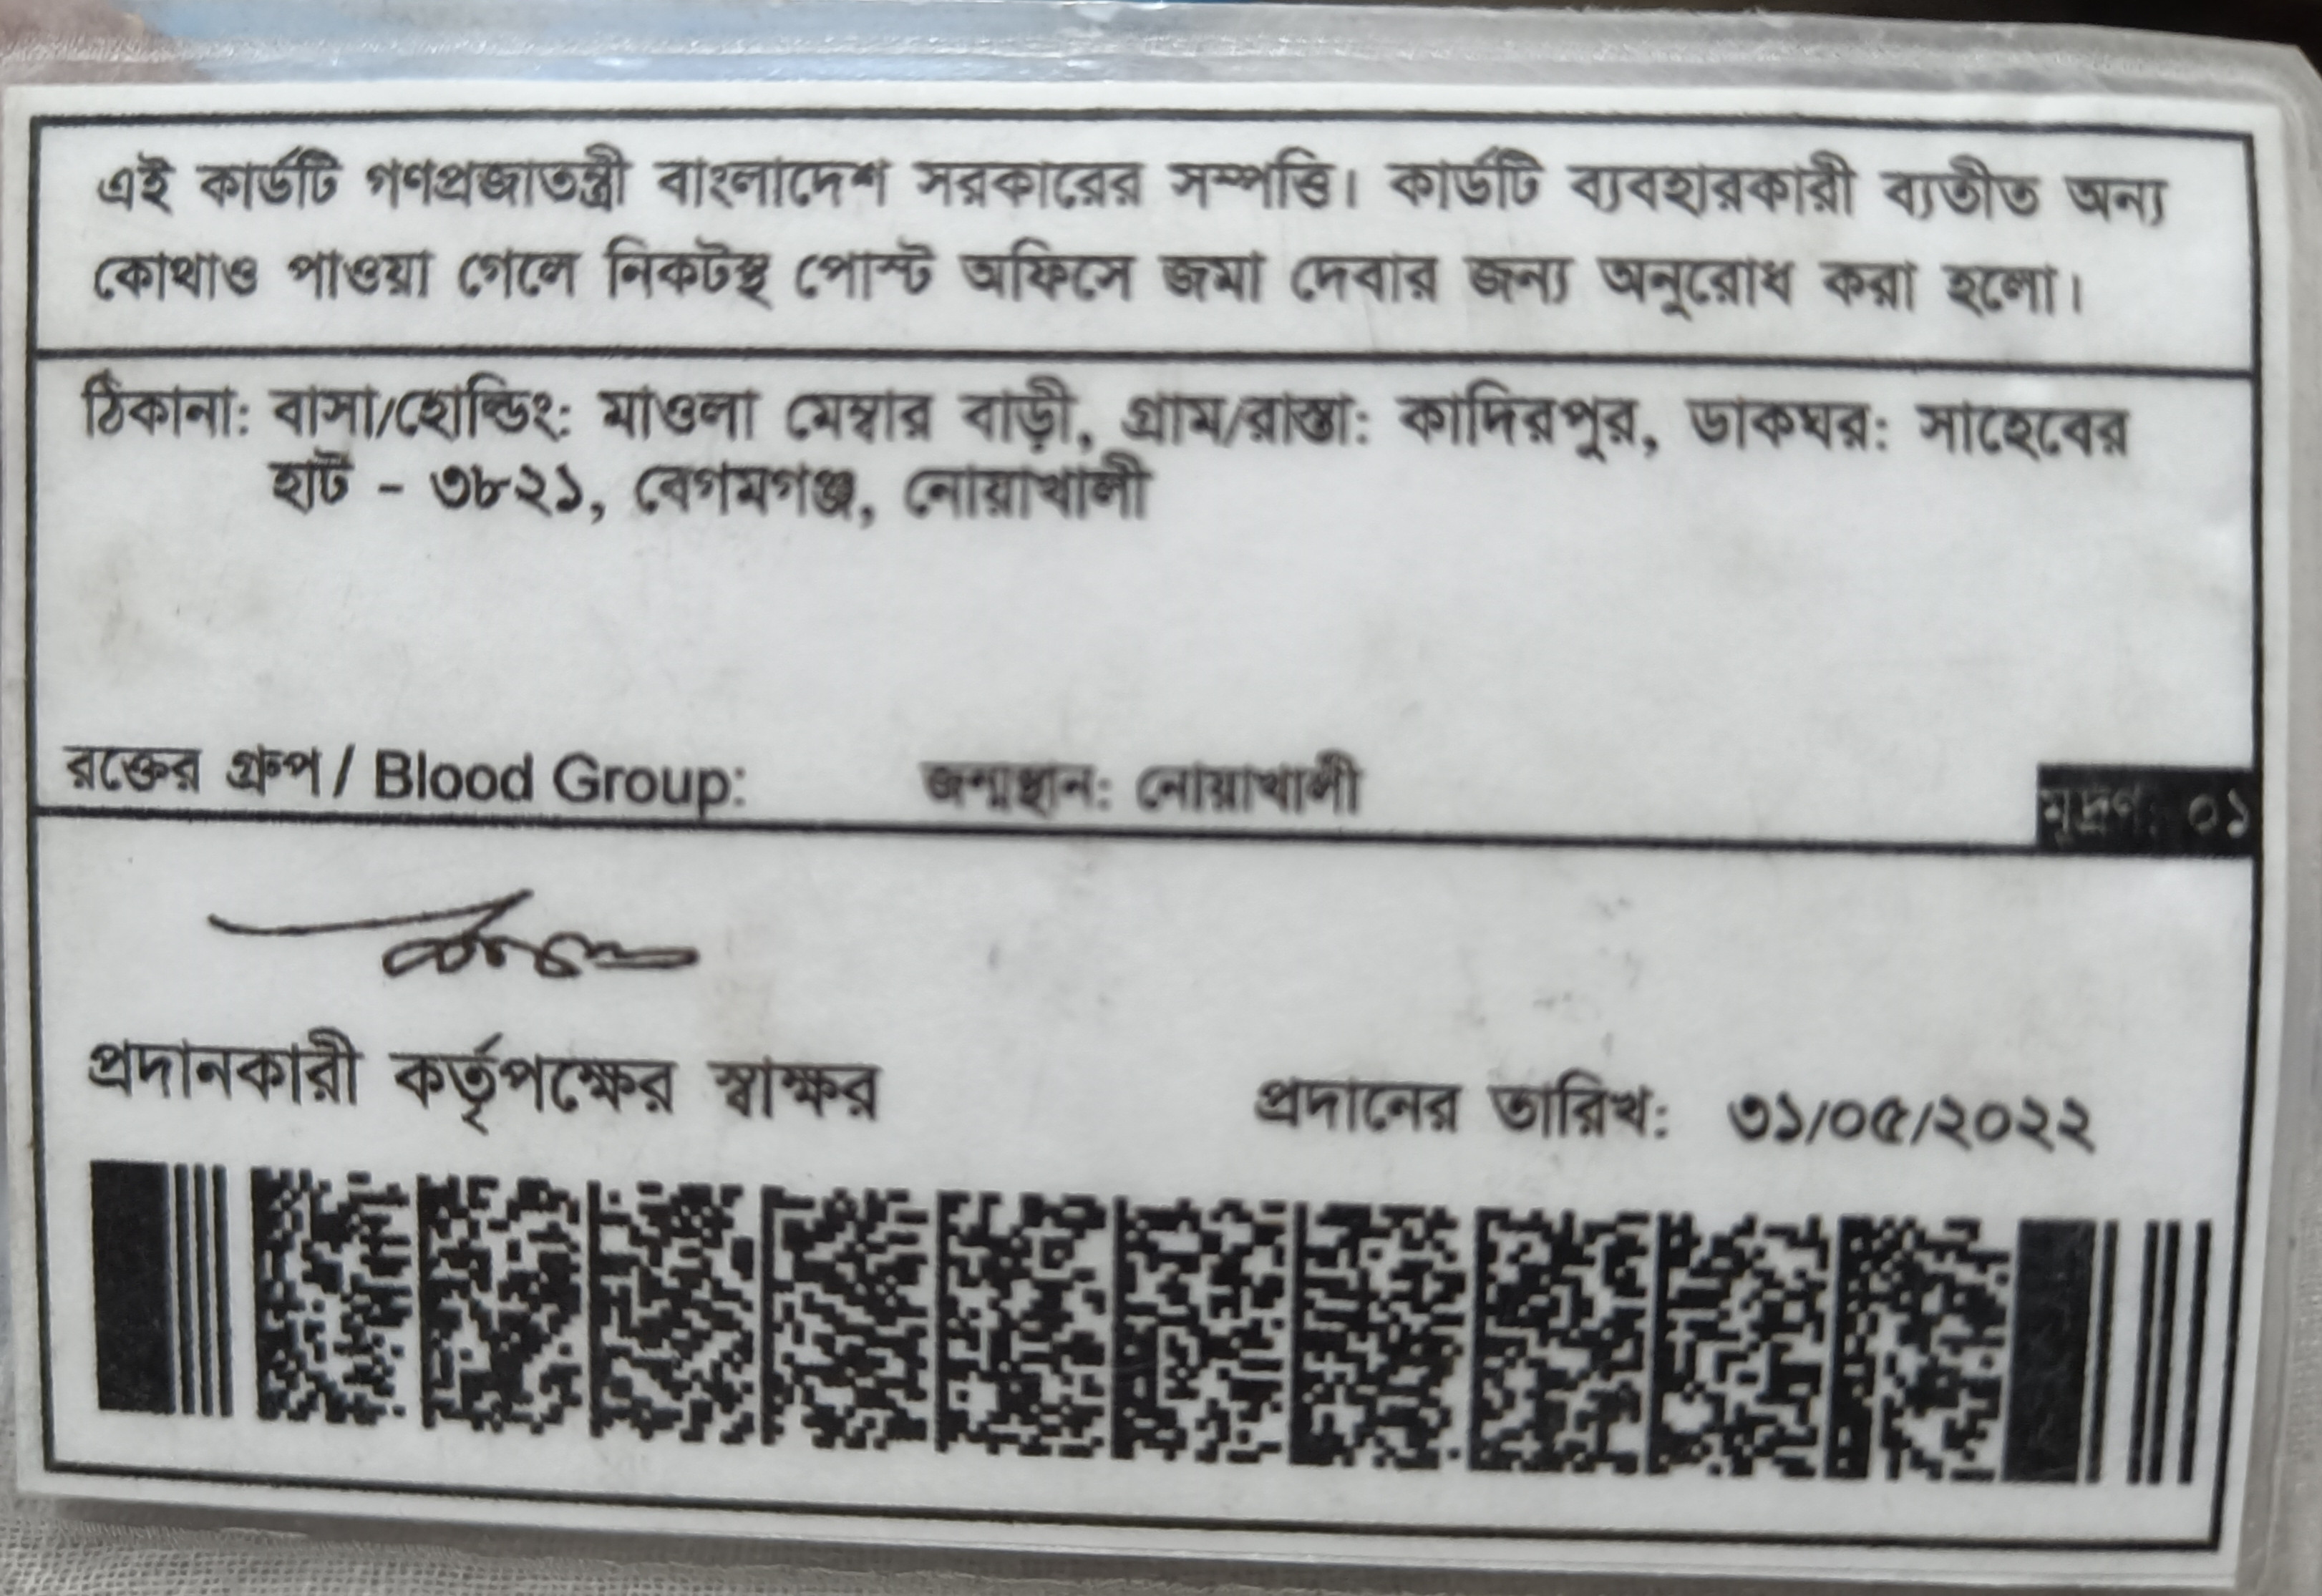 এই কার্ডটি গণপ্রজাতন্ত্রী বাংলাদেশ সরকারের সম্পত্তি। কার্ডটি ব্যবহারকারী ব্যতীত অন্য
কোথাও পাওয়া গেলে নিকটস্থ পোস্ট অফিসে জমা দেবার জন্য অনুরোধ করা হলো।
ঠিকানা: বাসা/হোল্ডিং: মাওলা মেম্বার বাড়ী, গ্রাম/রাস্তা: কাদিরপুর, ডাকঘর: সাহেবের
হাট - ৩৮২১, বেগমগঞ্জ, নোয়াখালী
রক্তের গ্রুপ / Blood Group: জন্মস্থান: নোয়াখালী মুদ্রণ: ০১
প্রদানকারী কর্তৃপক্ষের স্বাক্ষর প্রদানের তারিখ: ৩১/০৫/২০২২